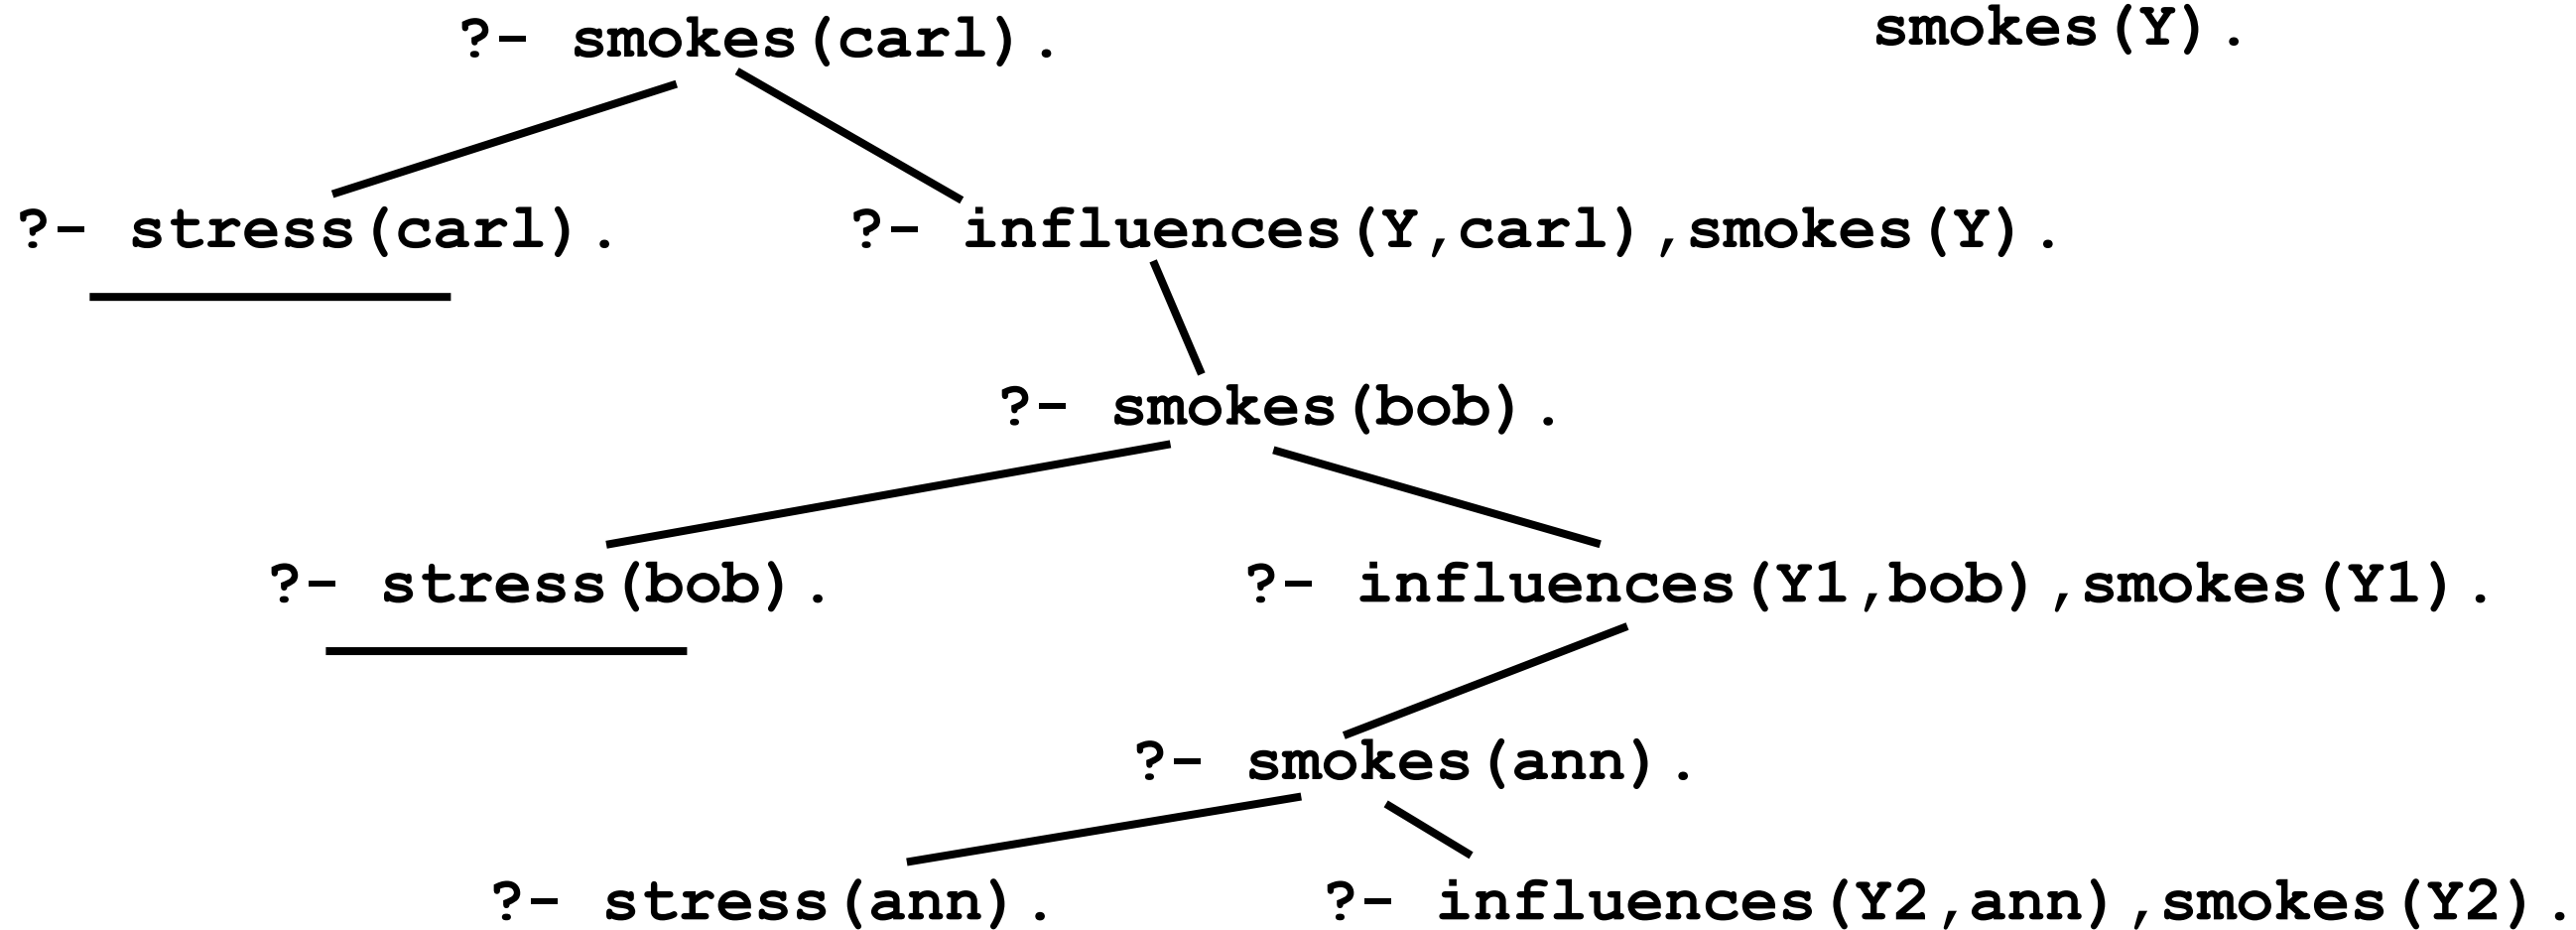 smokes(Y).
?- smokes(carl).
?- stress(carl).
?- influences(Y,carl),smokes(Y).
?- smokes(bob).
?- stress(bob).
?- influences(Y1,bob),smokes(Y1).
?- smokes(ann).
?- stress(ann).
?- influences(Y2,ann),smokes(Y2).